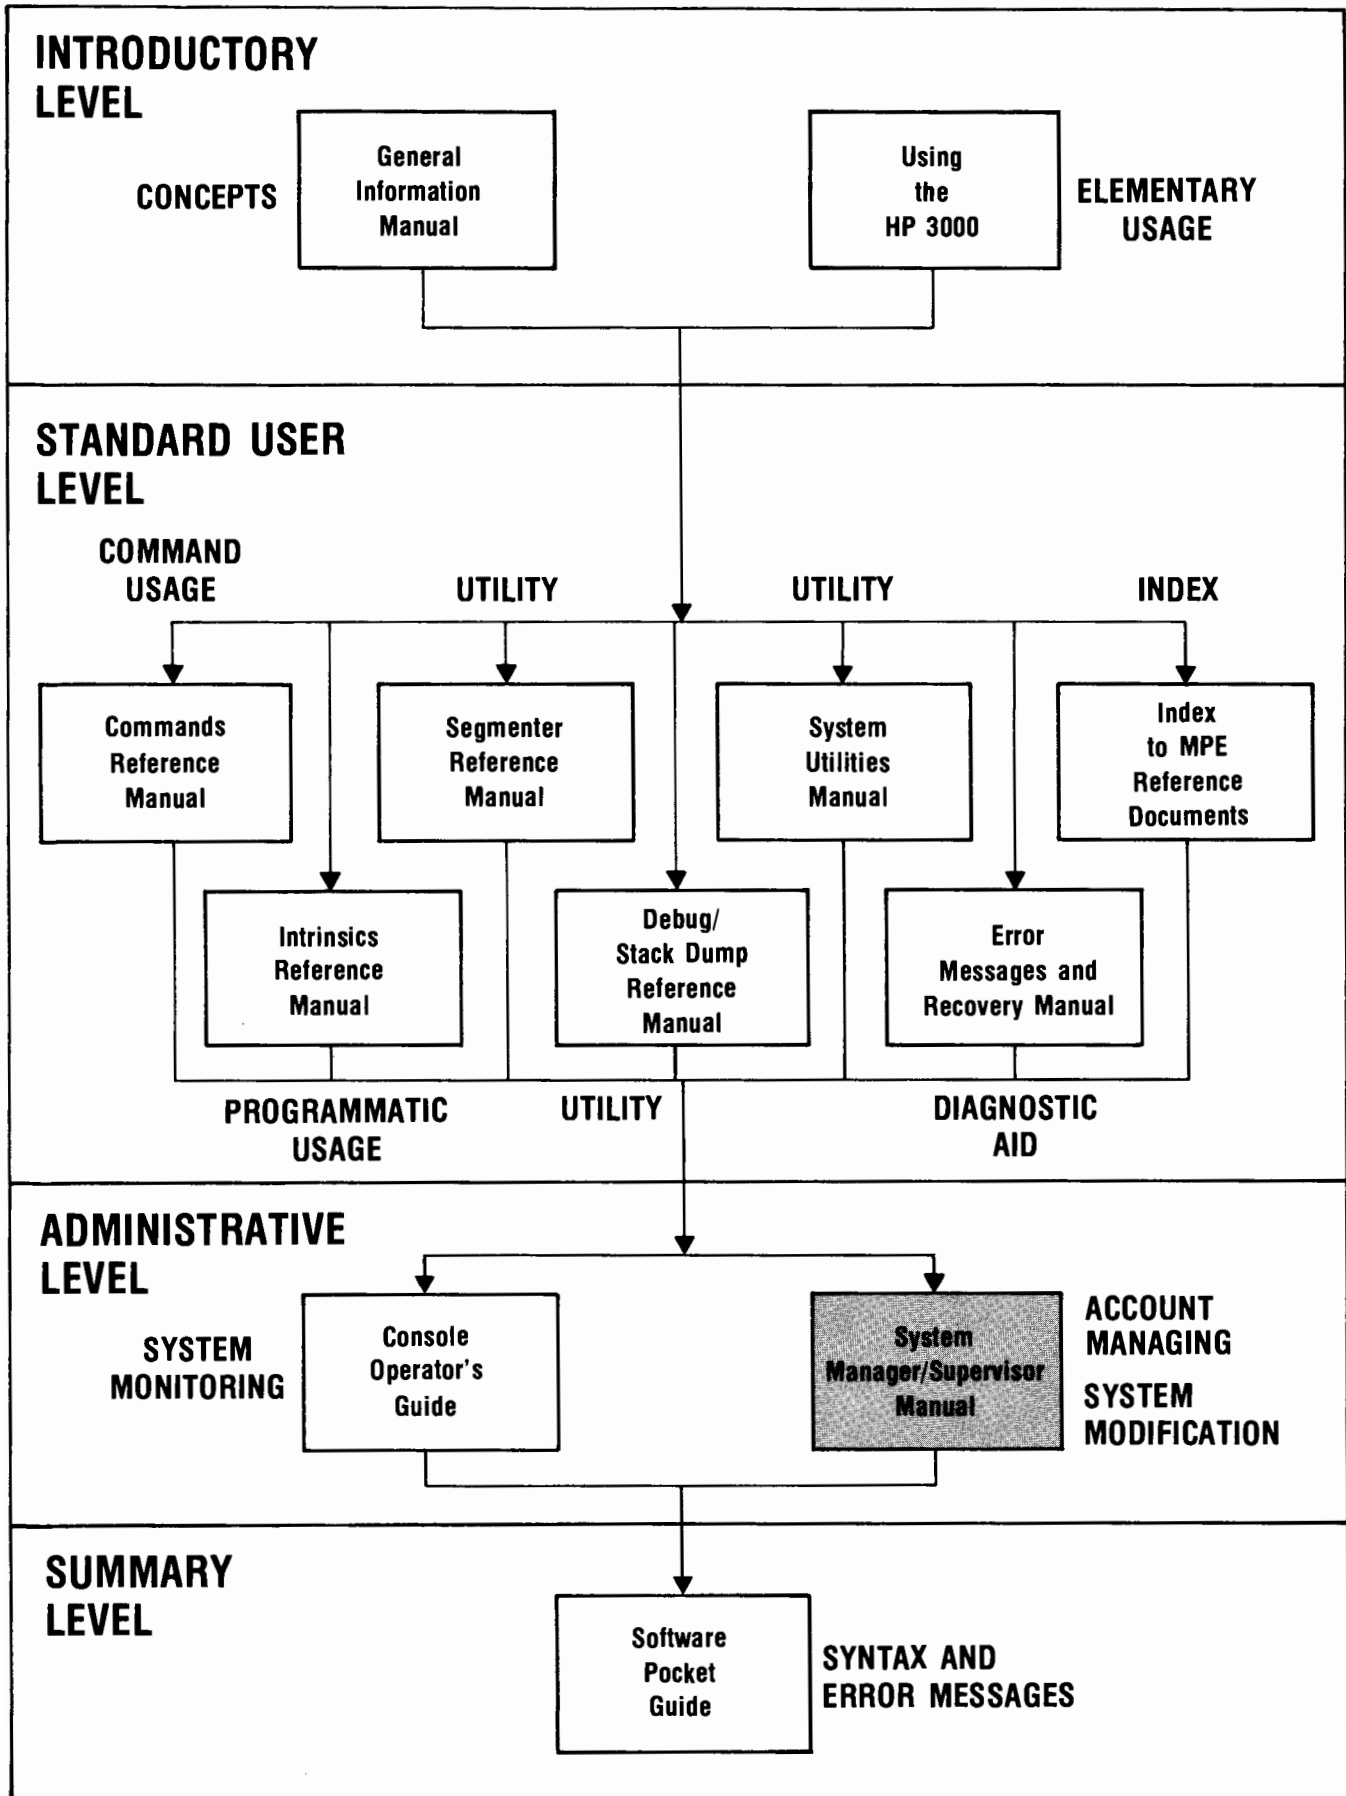 INTRODUCTORY
LEVEL
CONCEPTS
General
Information
Manual
Using
the
HP 3000
ELEMENTARY
USAGE
STANDARD USER
LEVEL
COMMAND
USAGE
UTILITY
UTILITY
INDEX
Commands
Reference
Manual
Segmenter
Reference
Manual
System
Utilities
Manual
Index
to MPE
Reference
Documents
Intrinsics
Reference
Manual
Debug/
Stack Dump
Reference
Manual
Error
Messages and
Recovery Manual
PROGRAMMATIC
USAGE
UTILITY
DIAGNOSTIC
AID
ADMINISTRATIVE
LEVEL
SYSTEM
MONITORING
Console
Operator's
Guide
System
Manager/Supervisor
Manual
ACCOUNT
MANAGING
SYSTEM
MODIFICATION
SUMMARY
LEVEL
Software
Pocket
Guide
SYNTAX AND
ERROR MESSAGES